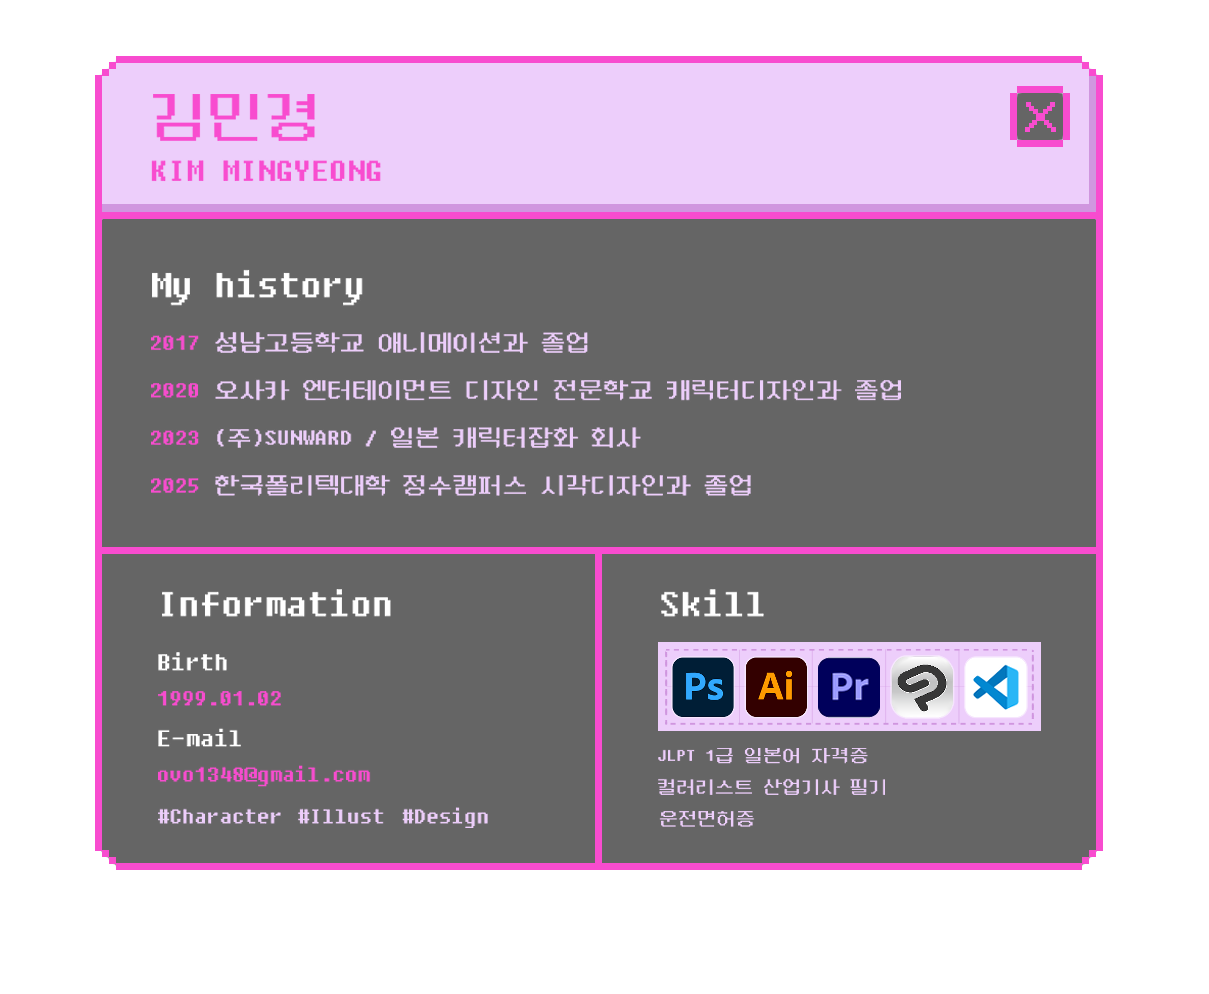 김민경
KIM MINGYEONG
My history
2017 성남고등학교 애니메이션과 졸업
2020 오사카 엔터테이먼트 디자인 전문학교 캐릭터디자인과 졸업
2023 (주)SUNWARD / 일본 캐릭터잡화 회사
2025 한국폴리텍대학 정수캠퍼스 시각디자인과 졸업
Information
Birth
1999.01.02
E-mail
ovo1348@gmail.com
#Character #Illust #Design
Skill
Ps Ai Pr
JLPT 1급 일본어 자격증
컬러리스트 산업기사 필기
운전면허증